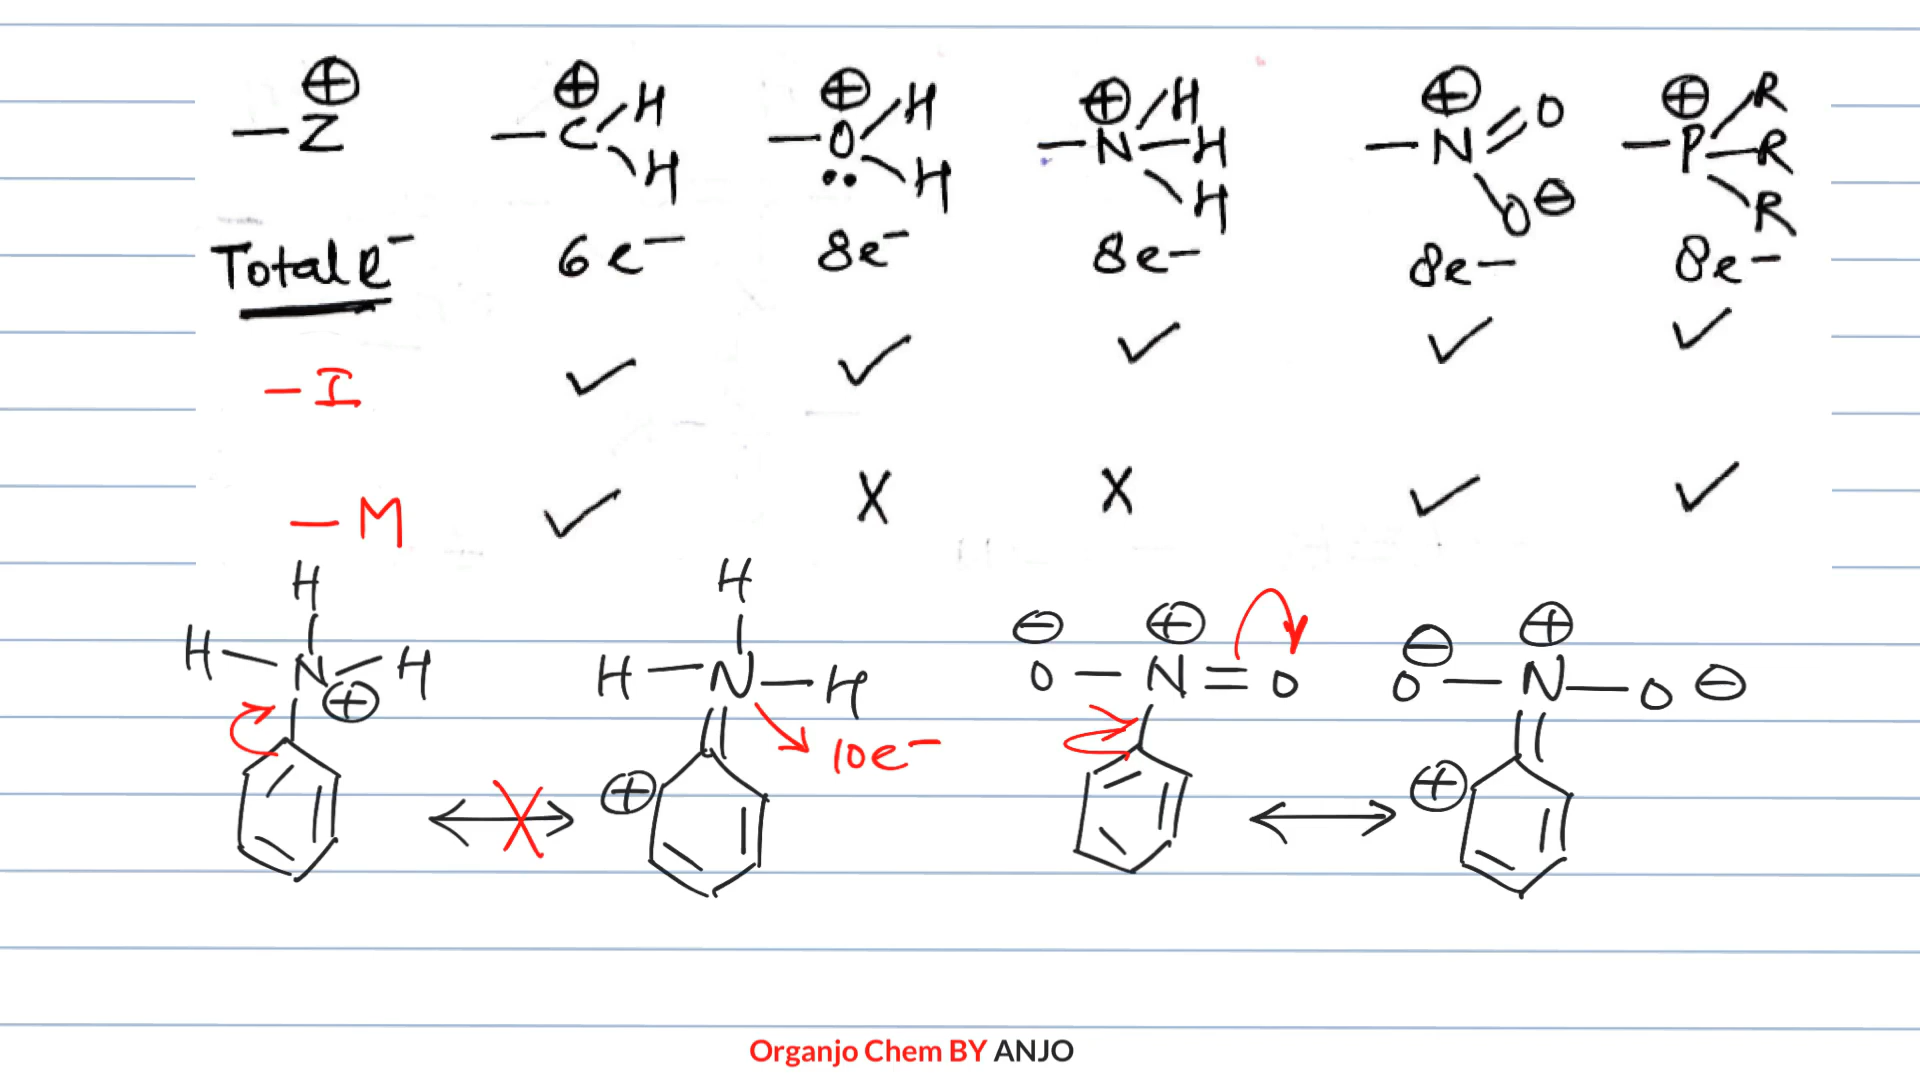 ⊕ ⊕ ⊕ ⊕ ⊕ ⊕
—Z —C H H —O H H —N H H H —N O O⊖ —P R R R
Total e⁻ 6e⁻ 8e⁻ 8e⁻ 8e⁻ 8e⁻
-I ✓ ✓ ✓ ✓ ✓
-M ✓ X X ✓ ✓
H H
⊖ ⊕ ⊖ ⊕
H—N—H H—N—H O—N=O O—N—O⊖
⊕
10e⁻
⊕ ⊕
Organjo Chem BY ANJO